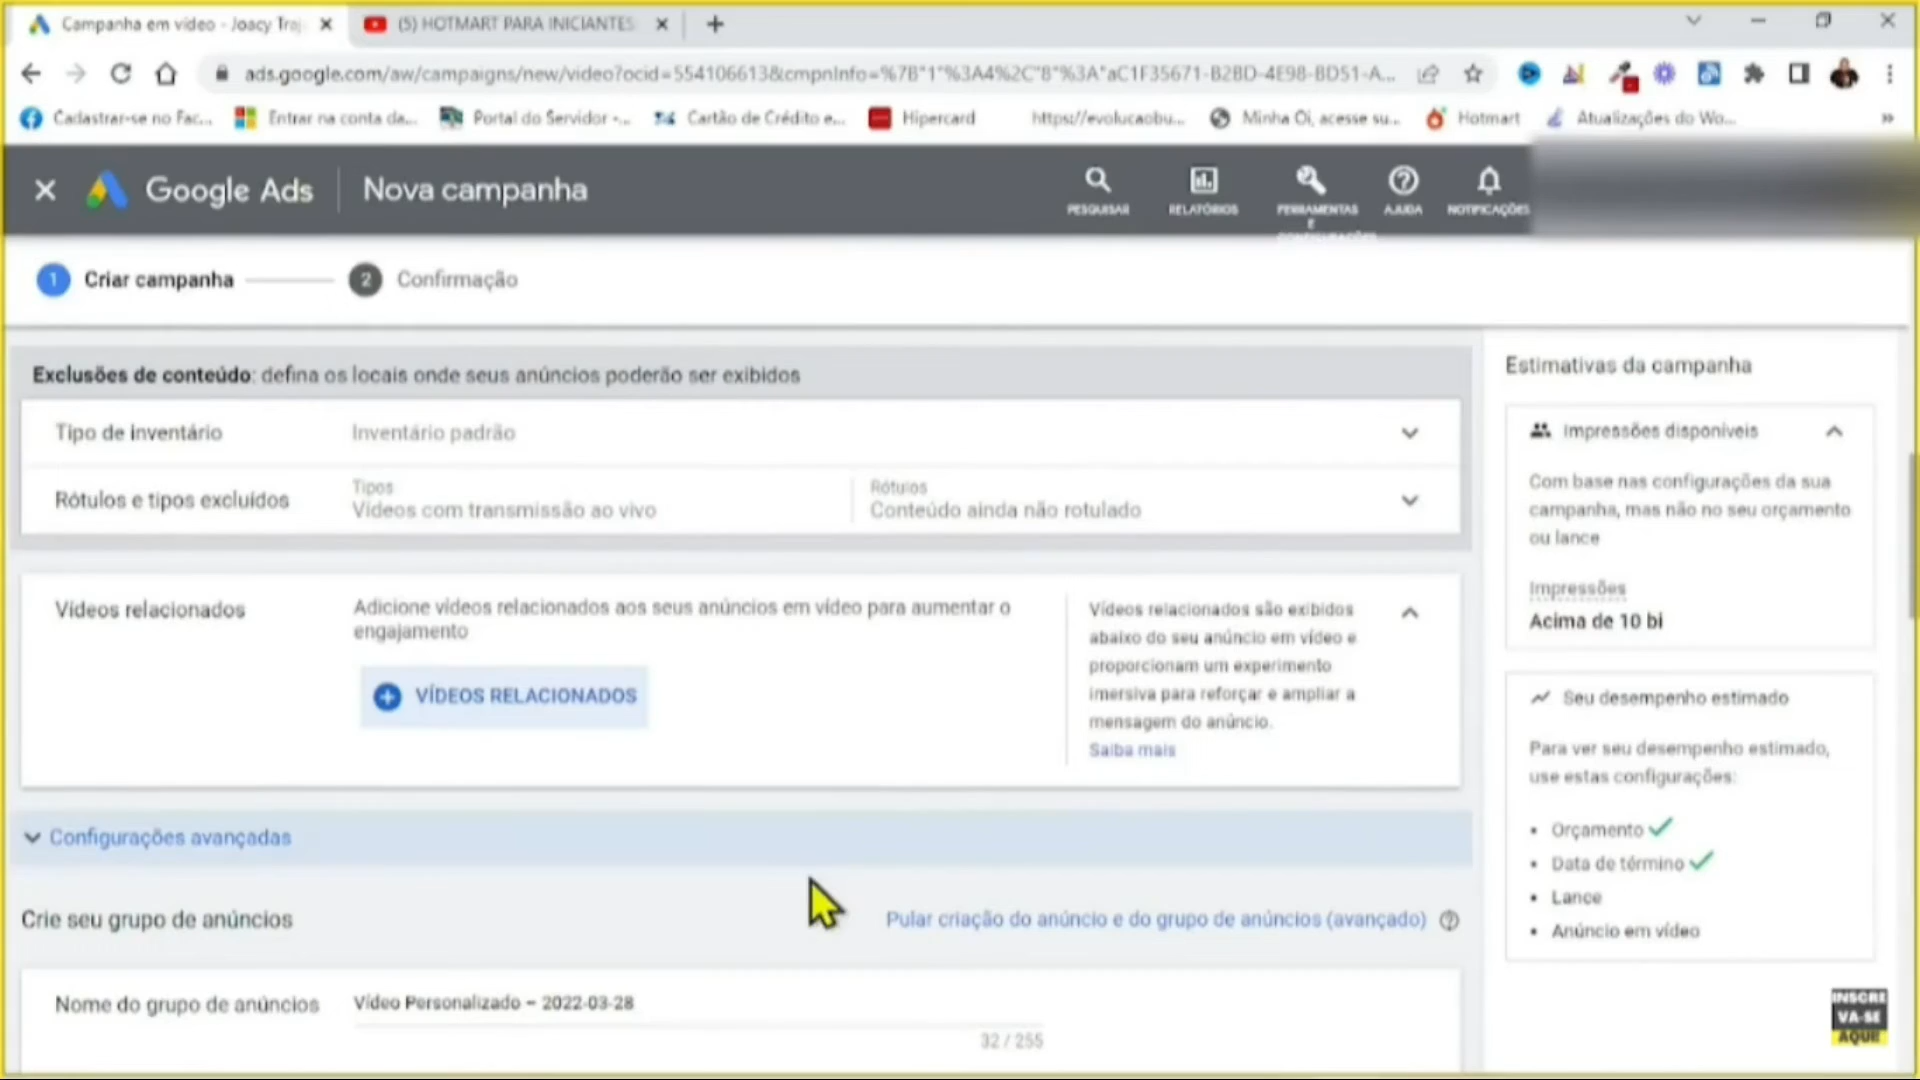 Campanha em vídeo - Joacy Traj
(5) HOTMART PARA INICIANTES
ads.google.com/aw/campaigns/new/video?ocid=554106613&cmpnInfo=%7B"1"%3A4%2C"8"%3A"aC1F35671-B2BD-4E98-BD51-A...
Cadastrar-se no Fac...
Entrar na conta da...
Portal do Servidor -...
Cartão de Crédito e...
Hipercard
https://evolucaobu...
Minha Oi, acesse su...
Hotmart
Atualizações do Wo...
»
Google Ads
Nova campanha
PESQUISAR
RELATÓRIOS
FERRAMENTAS
E
CONFIGURAÇÕES
AJUDA
NOTIFICAÇÕES
1 Criar campanha
2 Confirmação
Exclusões de conteúdo: defina os locais onde seus anúncios poderão ser exibidos
Tipo de inventário
Inventário padrão
Rótulos e tipos excluídos
Tipos
Vídeos com transmissão ao vivo
Rótulos
Conteúdo ainda não rotulado
Vídeos relacionados
Adicione vídeos relacionados aos seus anúncios em vídeo para aumentar o
engajamento
VÍDEOS RELACIONADOS
Vídeos relacionados são exibidos
abaixo do seu anúncio em vídeo e
proporcionam um experimento
imersiva para reforçar e ampliar a
mensagem do anúncio.
Saiba mais
Configurações avançadas
Crie seu grupo de anúncios
Pular criação do anúncio e do grupo de anúncios (avançado)
Nome do grupo de anúncios
Vídeo Personalizado – 2022-03-28
32 / 255
Estimativas da campanha
Impressões disponíveis
Com base nas configurações da sua
campanha, mas não no seu orçamento
ou lance
Impressões
Acima de 10 bi
Seu desempenho estimado
Para ver seu desempenho estimado,
use estas configurações:
• Orçamento
• Data de término
• Lance
• Anúncio em vídeo
INSCRE
VA-SE
AQUI!